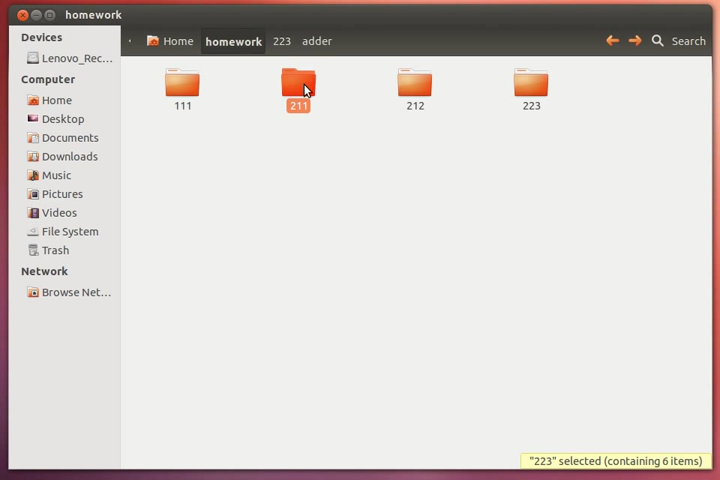 homework
Devices
Lenovo_Rec...
Computer
Home
Desktop
Documents
Downloads
Music
Pictures
Videos
File System
Trash
Network
Browse Net...
Home homework 223 adder Search
111 211 212 223
"223" selected (containing 6 items)